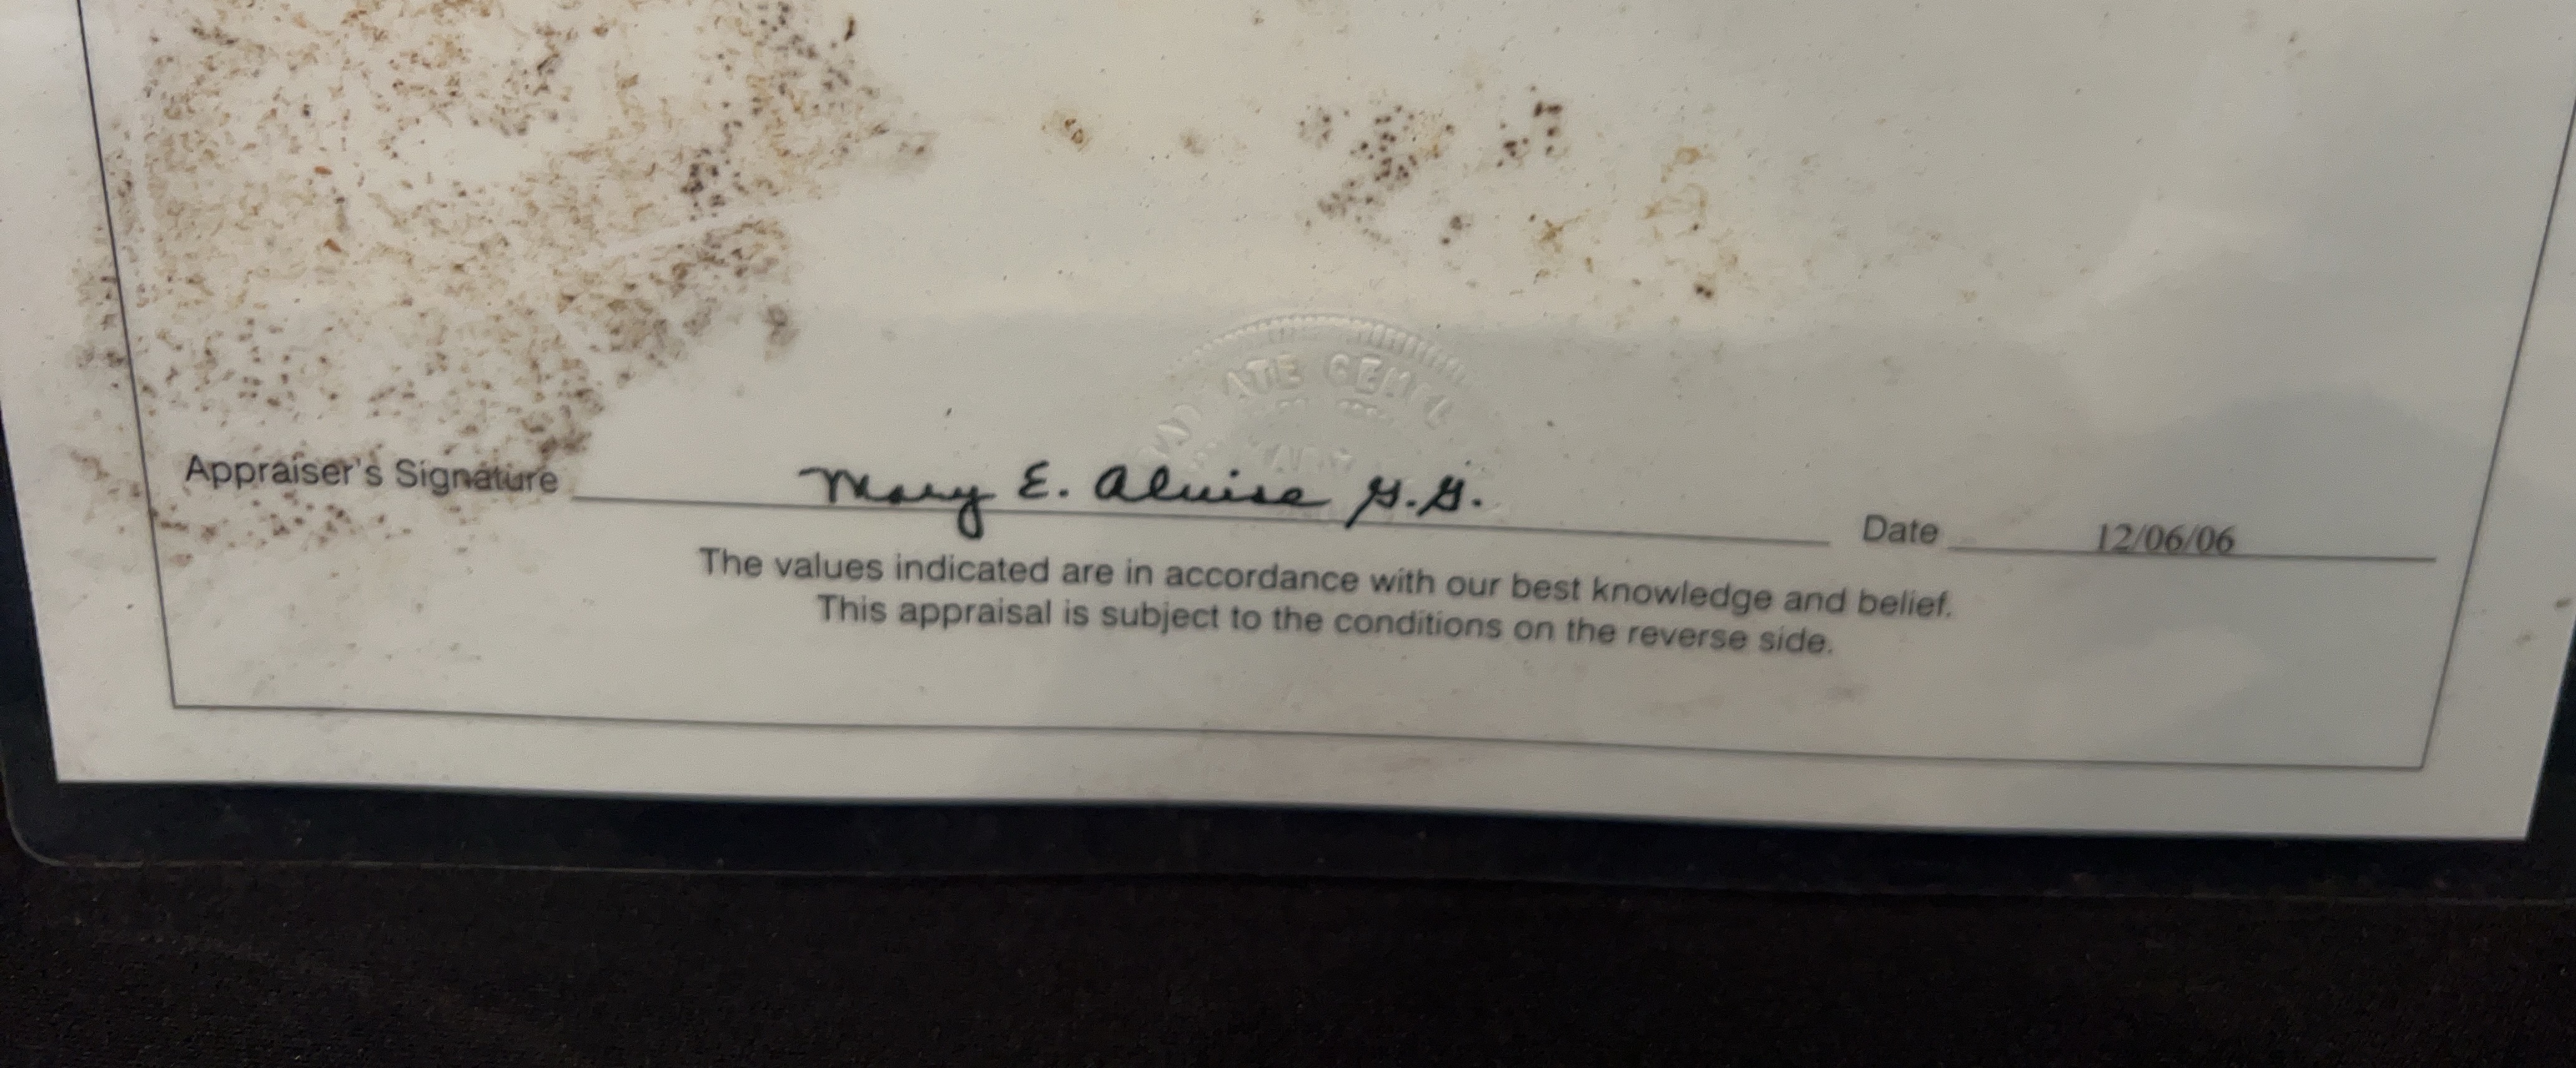 Appraiser's Signature Mary E. Aluise G.G. Date 12/06/06
The values indicated are in accordance with our best knowledge and belief.
This appraisal is subject to the conditions on the reverse side.